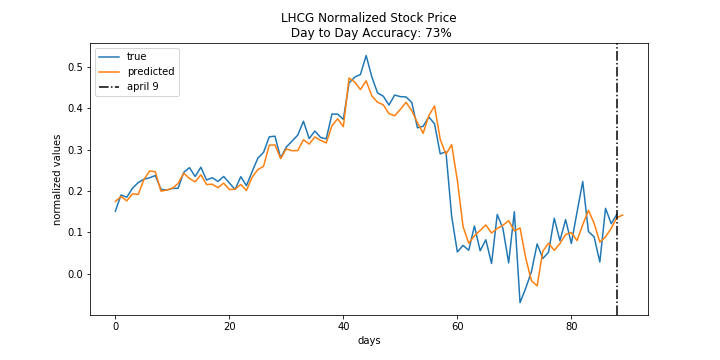 LHCG Normalized Stock Price
Day to Day Accuracy: 73%
true
predicted
april 9
normalized values
0.5
0.4
0.3
0.2
0.1
0.0
0
20
40
60
80
days